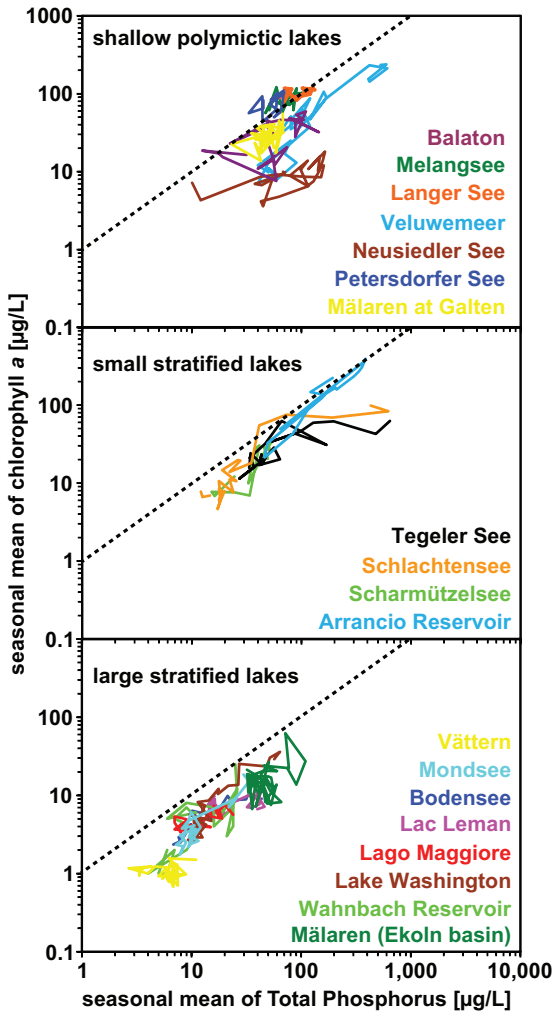 1000
shallow polymictic lakes
100
Balaton
Melangsee
10
Langer See
Veluwemeer
1
Neusiedler See
Petersdorfer See
Mälaren at Galten
0.1
small stratified lakes
100
10
Tegeler See
1
Schlachtensee
Scharmützelsee
Arrancio Reservoir
0.1
large stratified lakes
100
Vättern
Mondsee
10
Bodensee
Lac Leman
Lago Maggiore
1
Lake Washington
Wahnbach Reservoir
Mälaren (Ekoln basin)
0.1
seasonal mean of chlorophyll a [µg/L]
1 10 100 1,000 10,000
seasonal mean of Total Phosphorus [µg/L]